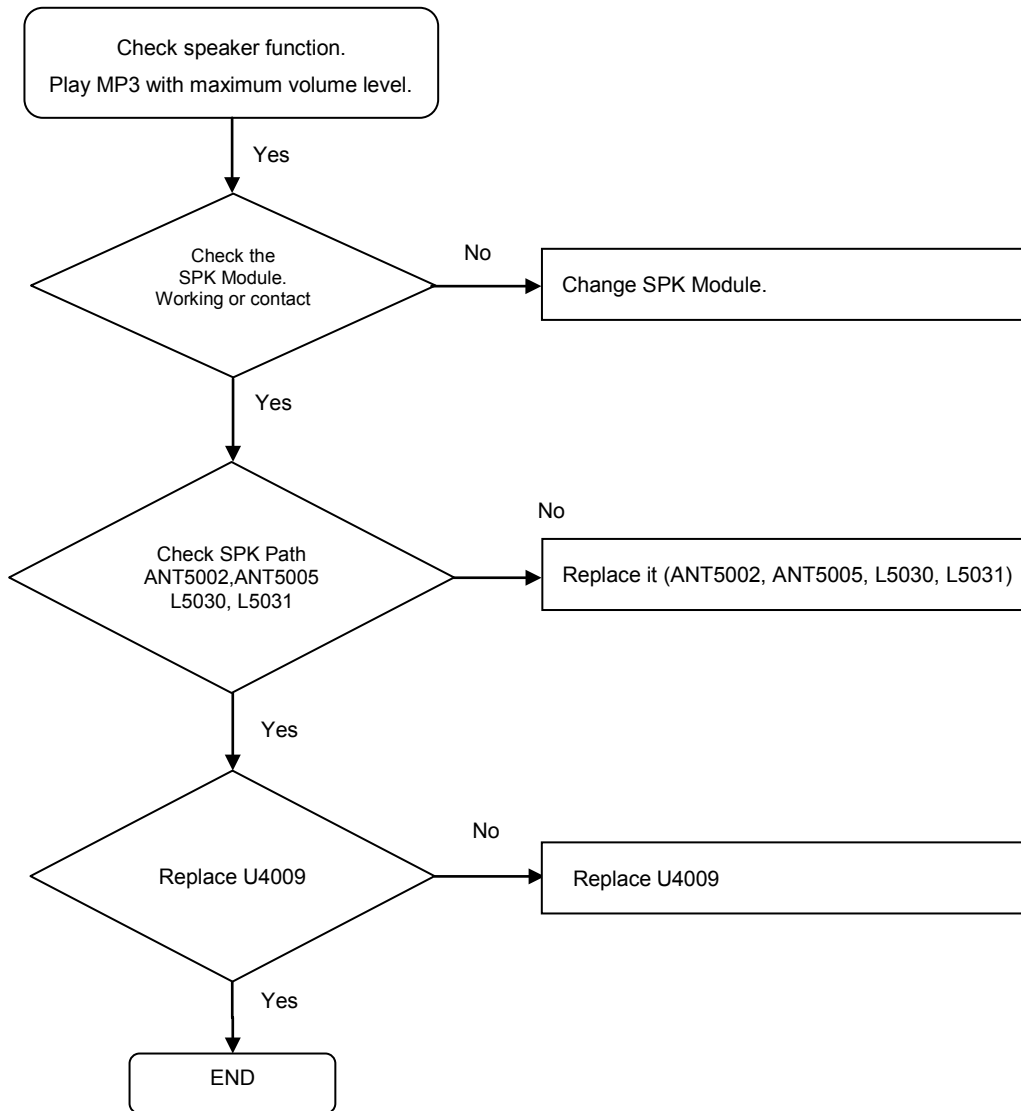 Check speaker function.
Play MP3 with maximum volume level.
Yes
Check the
SPK Module.
Working or contact
No
Change SPK Module.
Yes
Check SPK Path
ANT5002,ANT5005
L5030, L5031
No
Replace it (ANT5002, ANT5005, L5030, L5031)
Yes
Replace U4009
No
Replace U4009
Yes
END